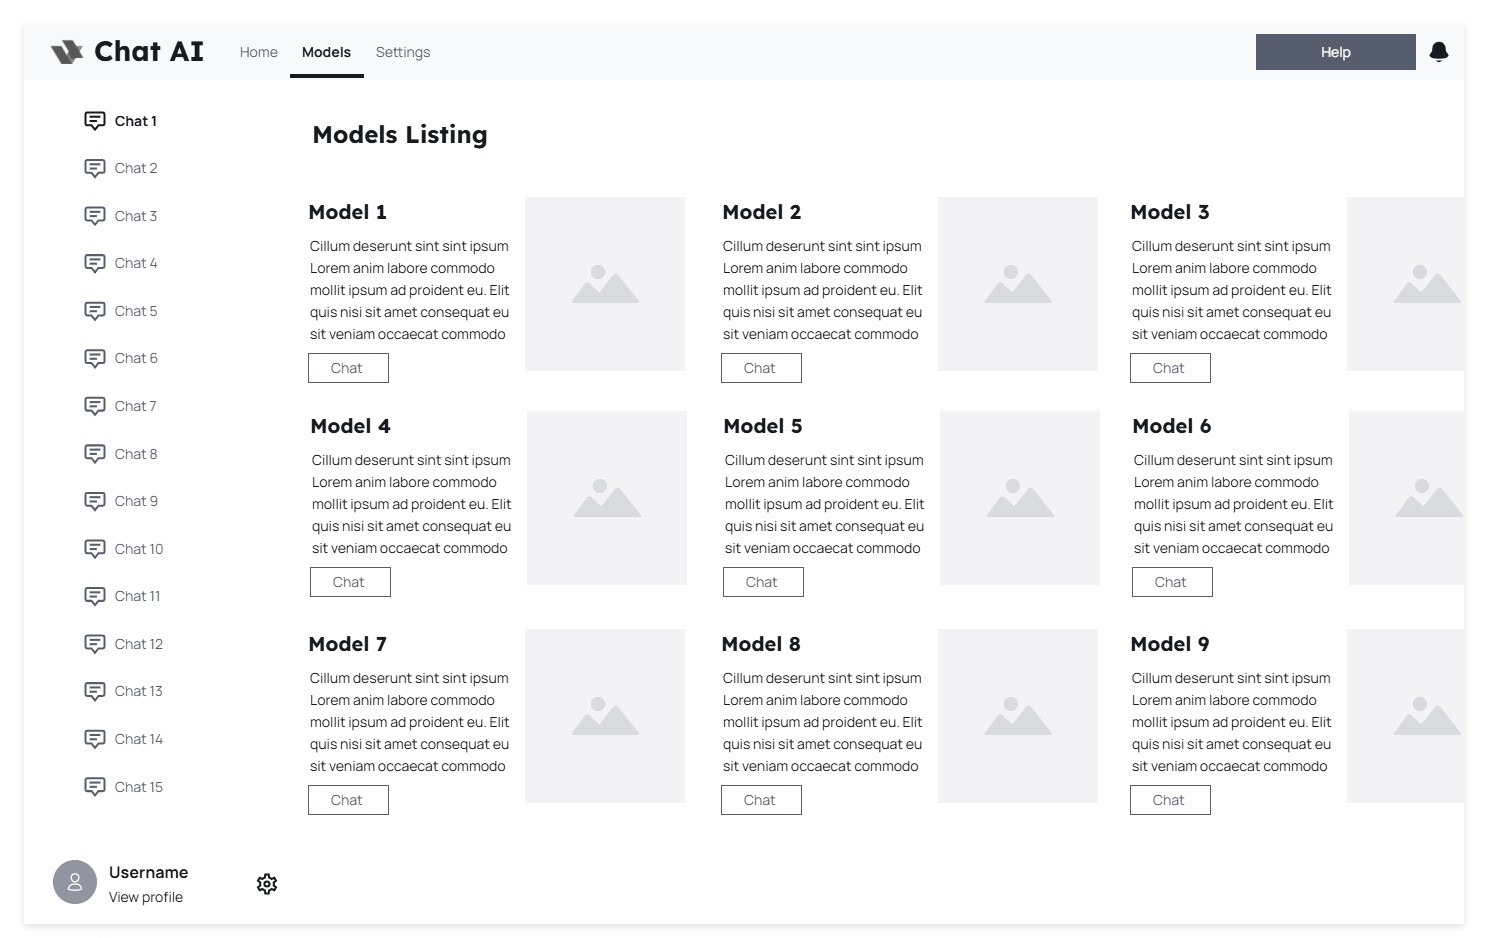 Chat AI
Home
Models
Settings
Help
Chat 1
Chat 2
Chat 3
Chat 4
Chat 5
Chat 6
Chat 7
Chat 8
Chat 9
Chat 10
Chat 11
Chat 12
Chat 13
Chat 14
Chat 15
Username
View profile
Models Listing
Model 1
Cillum deserunt sint sint ipsum
Lorem anim labore commodo
mollit ipsum ad proident eu. Elit
quis nisi sit amet consequat eu
sit veniam occaecat commodo
Chat
Model 2
Cillum deserunt sint sint ipsum
Lorem anim labore commodo
mollit ipsum ad proident eu. Elit
quis nisi sit amet consequat eu
sit veniam occaecat commodo
Chat
Model 3
Cillum deserunt sint sint ipsum
Lorem anim labore commodo
mollit ipsum ad proident eu. Elit
quis nisi sit amet consequat eu
sit veniam occaecat commodo
Chat
Model 4
Cillum deserunt sint sint ipsum
Lorem anim labore commodo
mollit ipsum ad proident eu. Elit
quis nisi sit amet consequat eu
sit veniam occaecat commodo
Chat
Model 5
Cillum deserunt sint sint ipsum
Lorem anim labore commodo
mollit ipsum ad proident eu. Elit
quis nisi sit amet consequat eu
sit veniam occaecat commodo
Chat
Model 6
Cillum deserunt sint sint ipsum
Lorem anim labore commodo
mollit ipsum ad proident eu. Elit
quis nisi sit amet consequat eu
sit veniam occaecat commodo
Chat
Model 7
Cillum deserunt sint sint ipsum
Lorem anim labore commodo
mollit ipsum ad proident eu. Elit
quis nisi sit amet consequat eu
sit veniam occaecat commodo
Chat
Model 8
Cillum deserunt sint sint ipsum
Lorem anim labore commodo
mollit ipsum ad proident eu. Elit
quis nisi sit amet consequat eu
sit veniam occaecat commodo
Chat
Model 9
Cillum deserunt sint sint ipsum
Lorem anim labore commodo
mollit ipsum ad proident eu. Elit
quis nisi sit amet consequat eu
sit veniam occaecat commodo
Chat